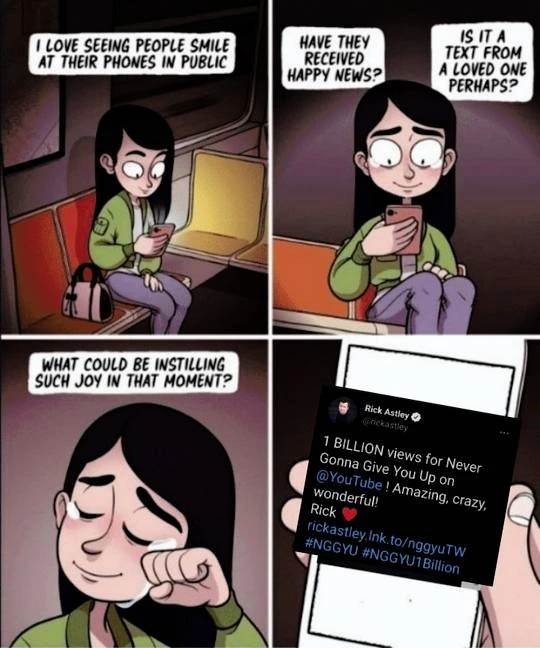 I LOVE SEEING PEOPLE SMILE
AT THEIR PHONES IN PUBLIC
HAVE THEY
RECEIVED
HAPPY NEWS?
IS IT A
TEXT FROM
A LOVED ONE
PERHAPS?
WHAT COULD BE INSTILLING
SUCH JOY IN THAT MOMENT?
Rick Astley
@rickastley
1 BILLION views for Never
Gonna Give You Up on
@YouTube ! Amazing, crazy,
wonderful!
Rick ❤️
rickastley.lnk.to/nggyuTW
#NGGYU #NGGYU1Billion